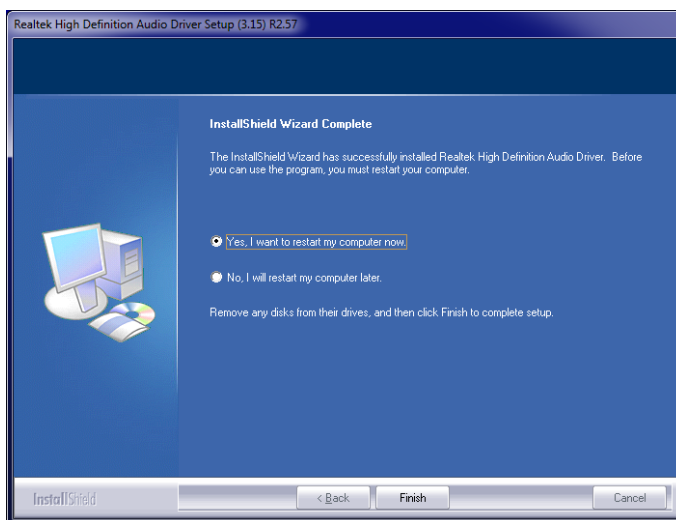 Realtek High Definition Audio Driver Setup (3.15) R2.57
InstallShield Wizard Complete
The InstallShield Wizard has successfully installed Realtek High Definition Audio Driver. Before
you can use the program, you must restart your computer.
Yes, I want to restart my computer now.
No, I will restart my computer later.
Remove any disks from their drives, and then click Finish to complete setup.
InstallShield
< Back
Finish
Cancel